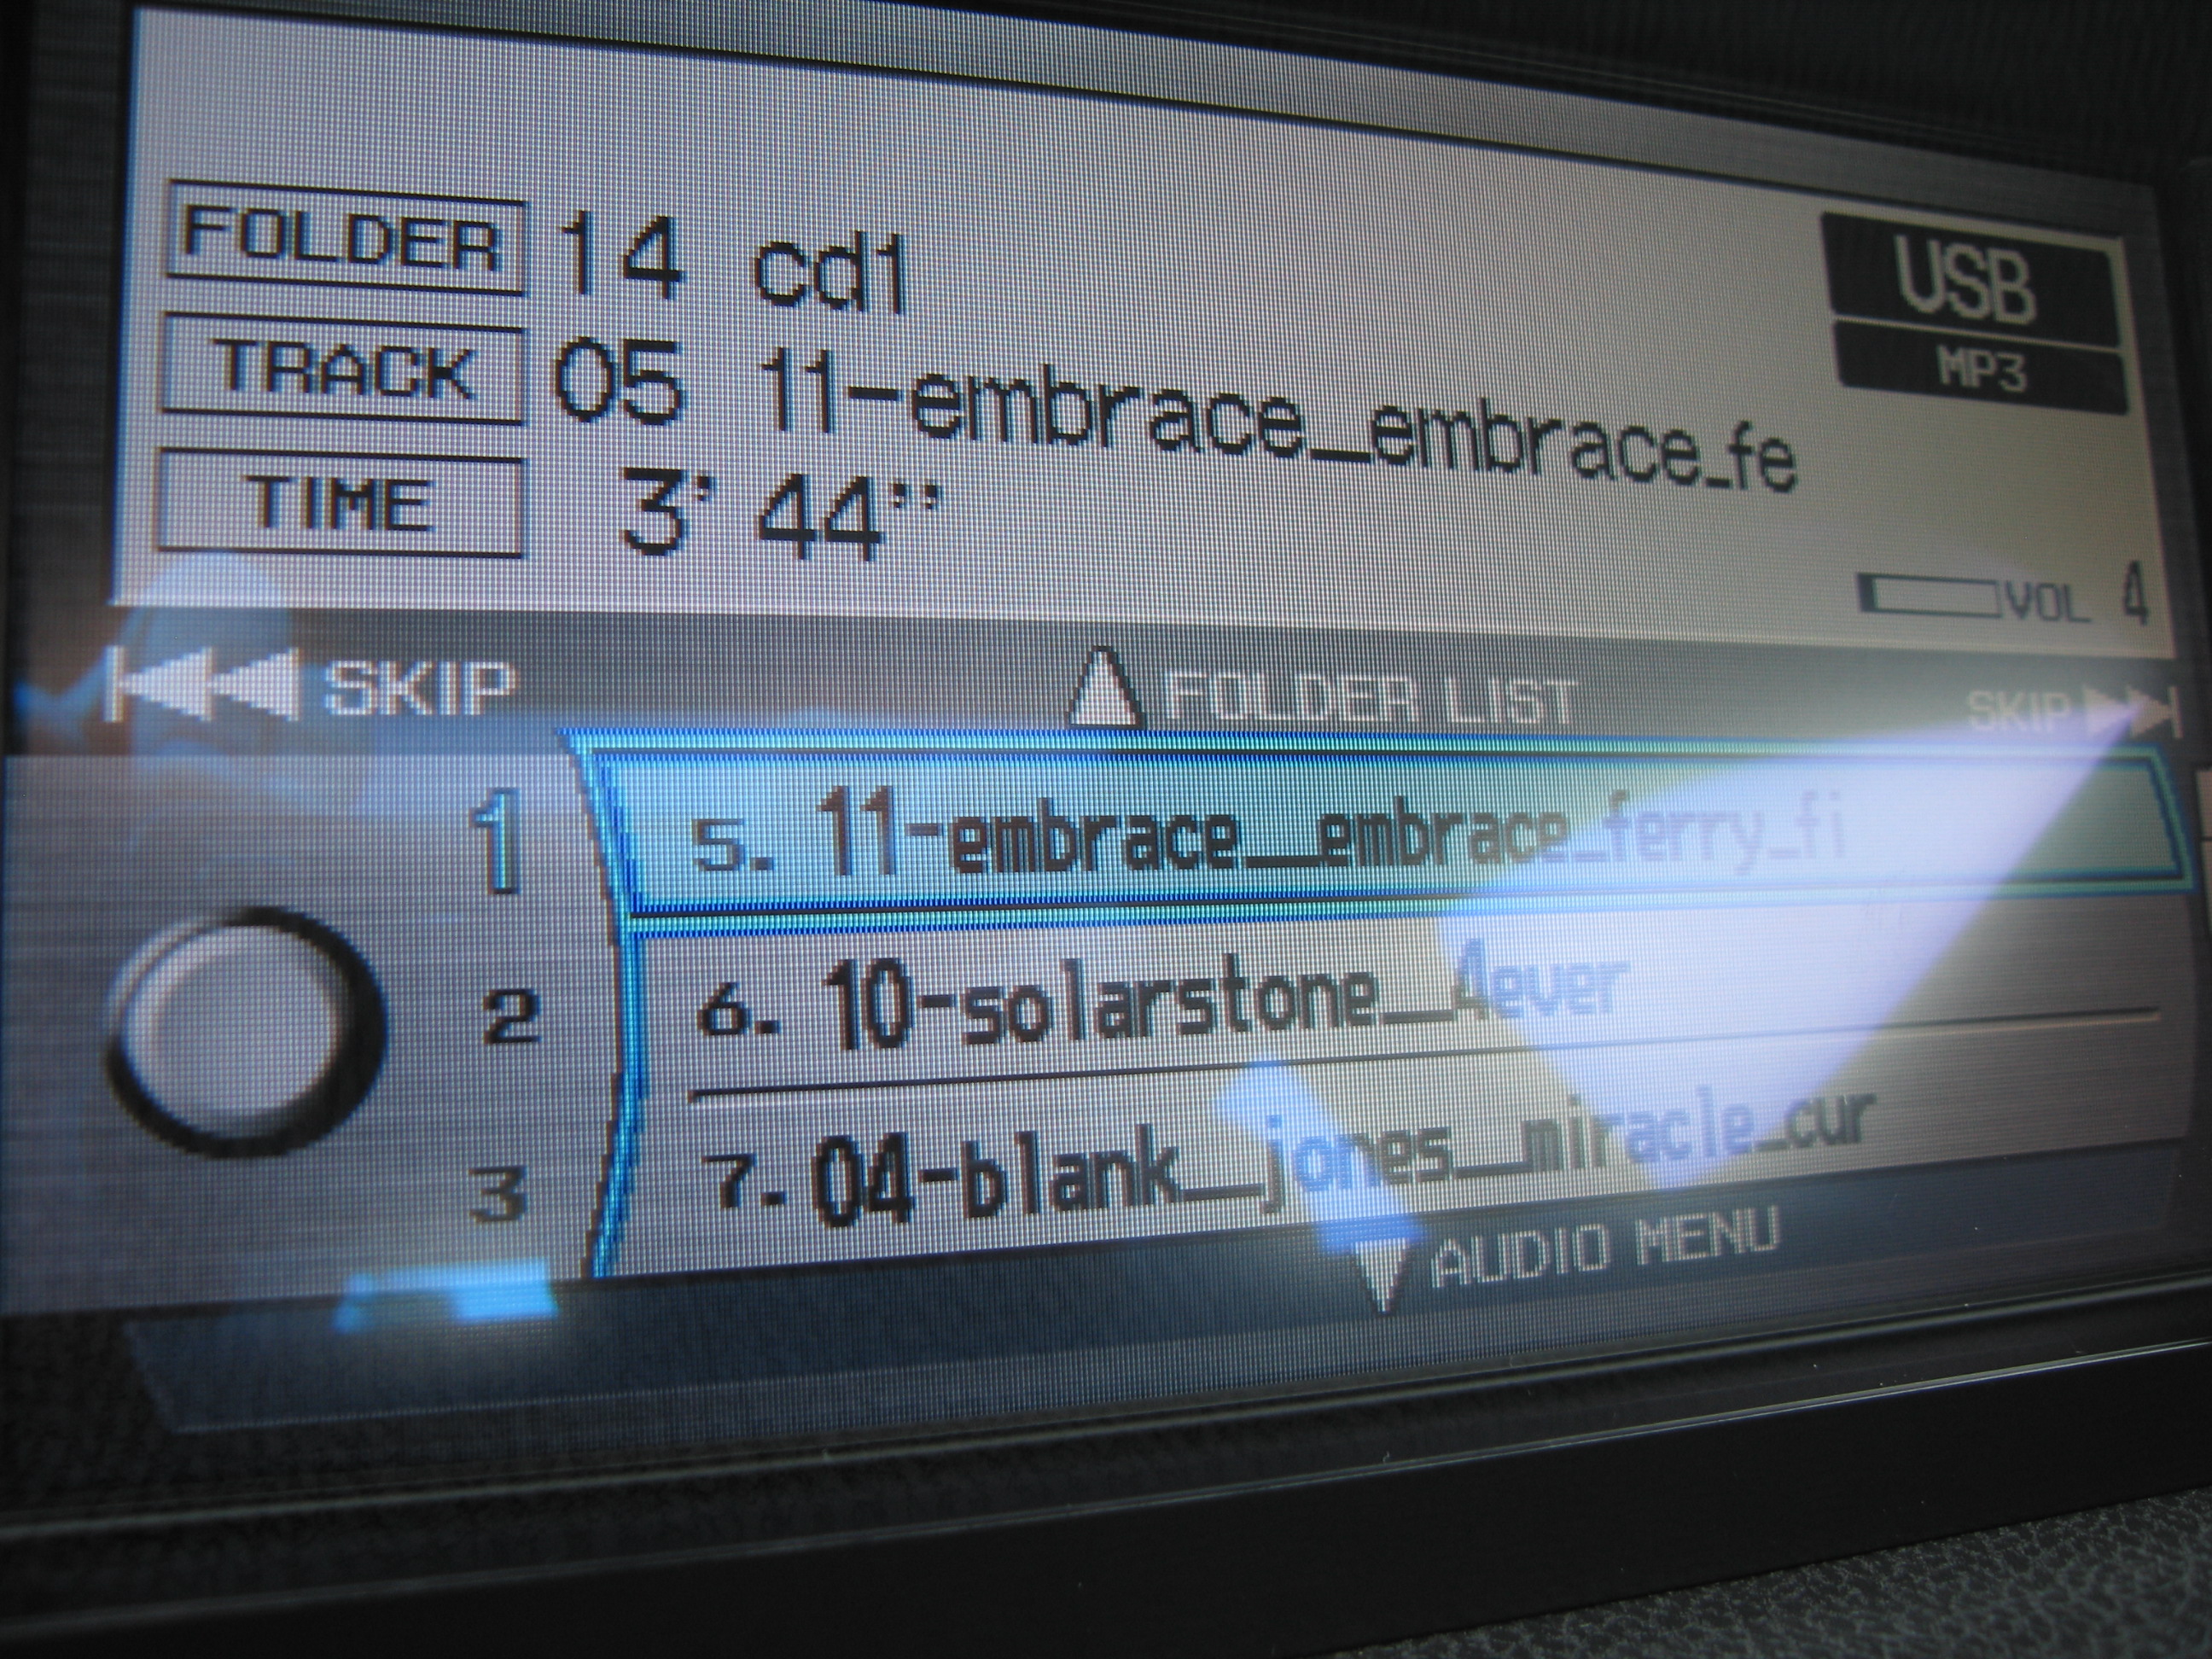 FOLDER 14 cd1
USB
TRACK 05 11-embrace_embrace_fe
MP3
TIME 3' 44''
VOL 4
SKIP FOLDER LIST SKIP
1 5. 11-embrace__embrace_ferry_fi
2 6. 10-solarstone__4ever
3 7. 04-blank__jones__miracle_cur
AUDIO MENU